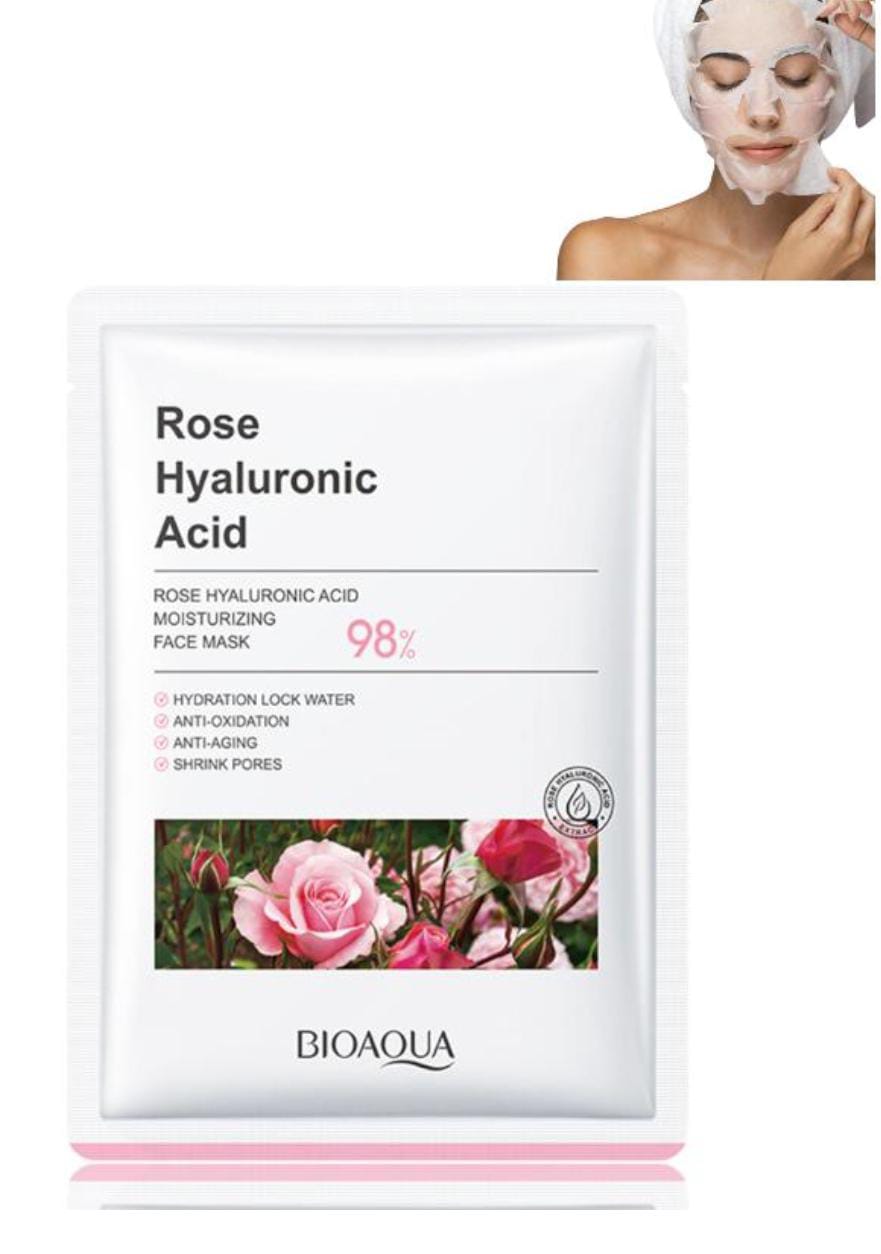 Rose
Hyaluronic
Acid
ROSE HYALURONIC ACID
MOISTURIZING
FACE MASK
98%
HYDRATION LOCK WATER
ANTI-OXIDATION
ANTI-AGING
SHRINK PORES
ROSE HYALURONIC ACID
EXTRACT
BIOAQUA